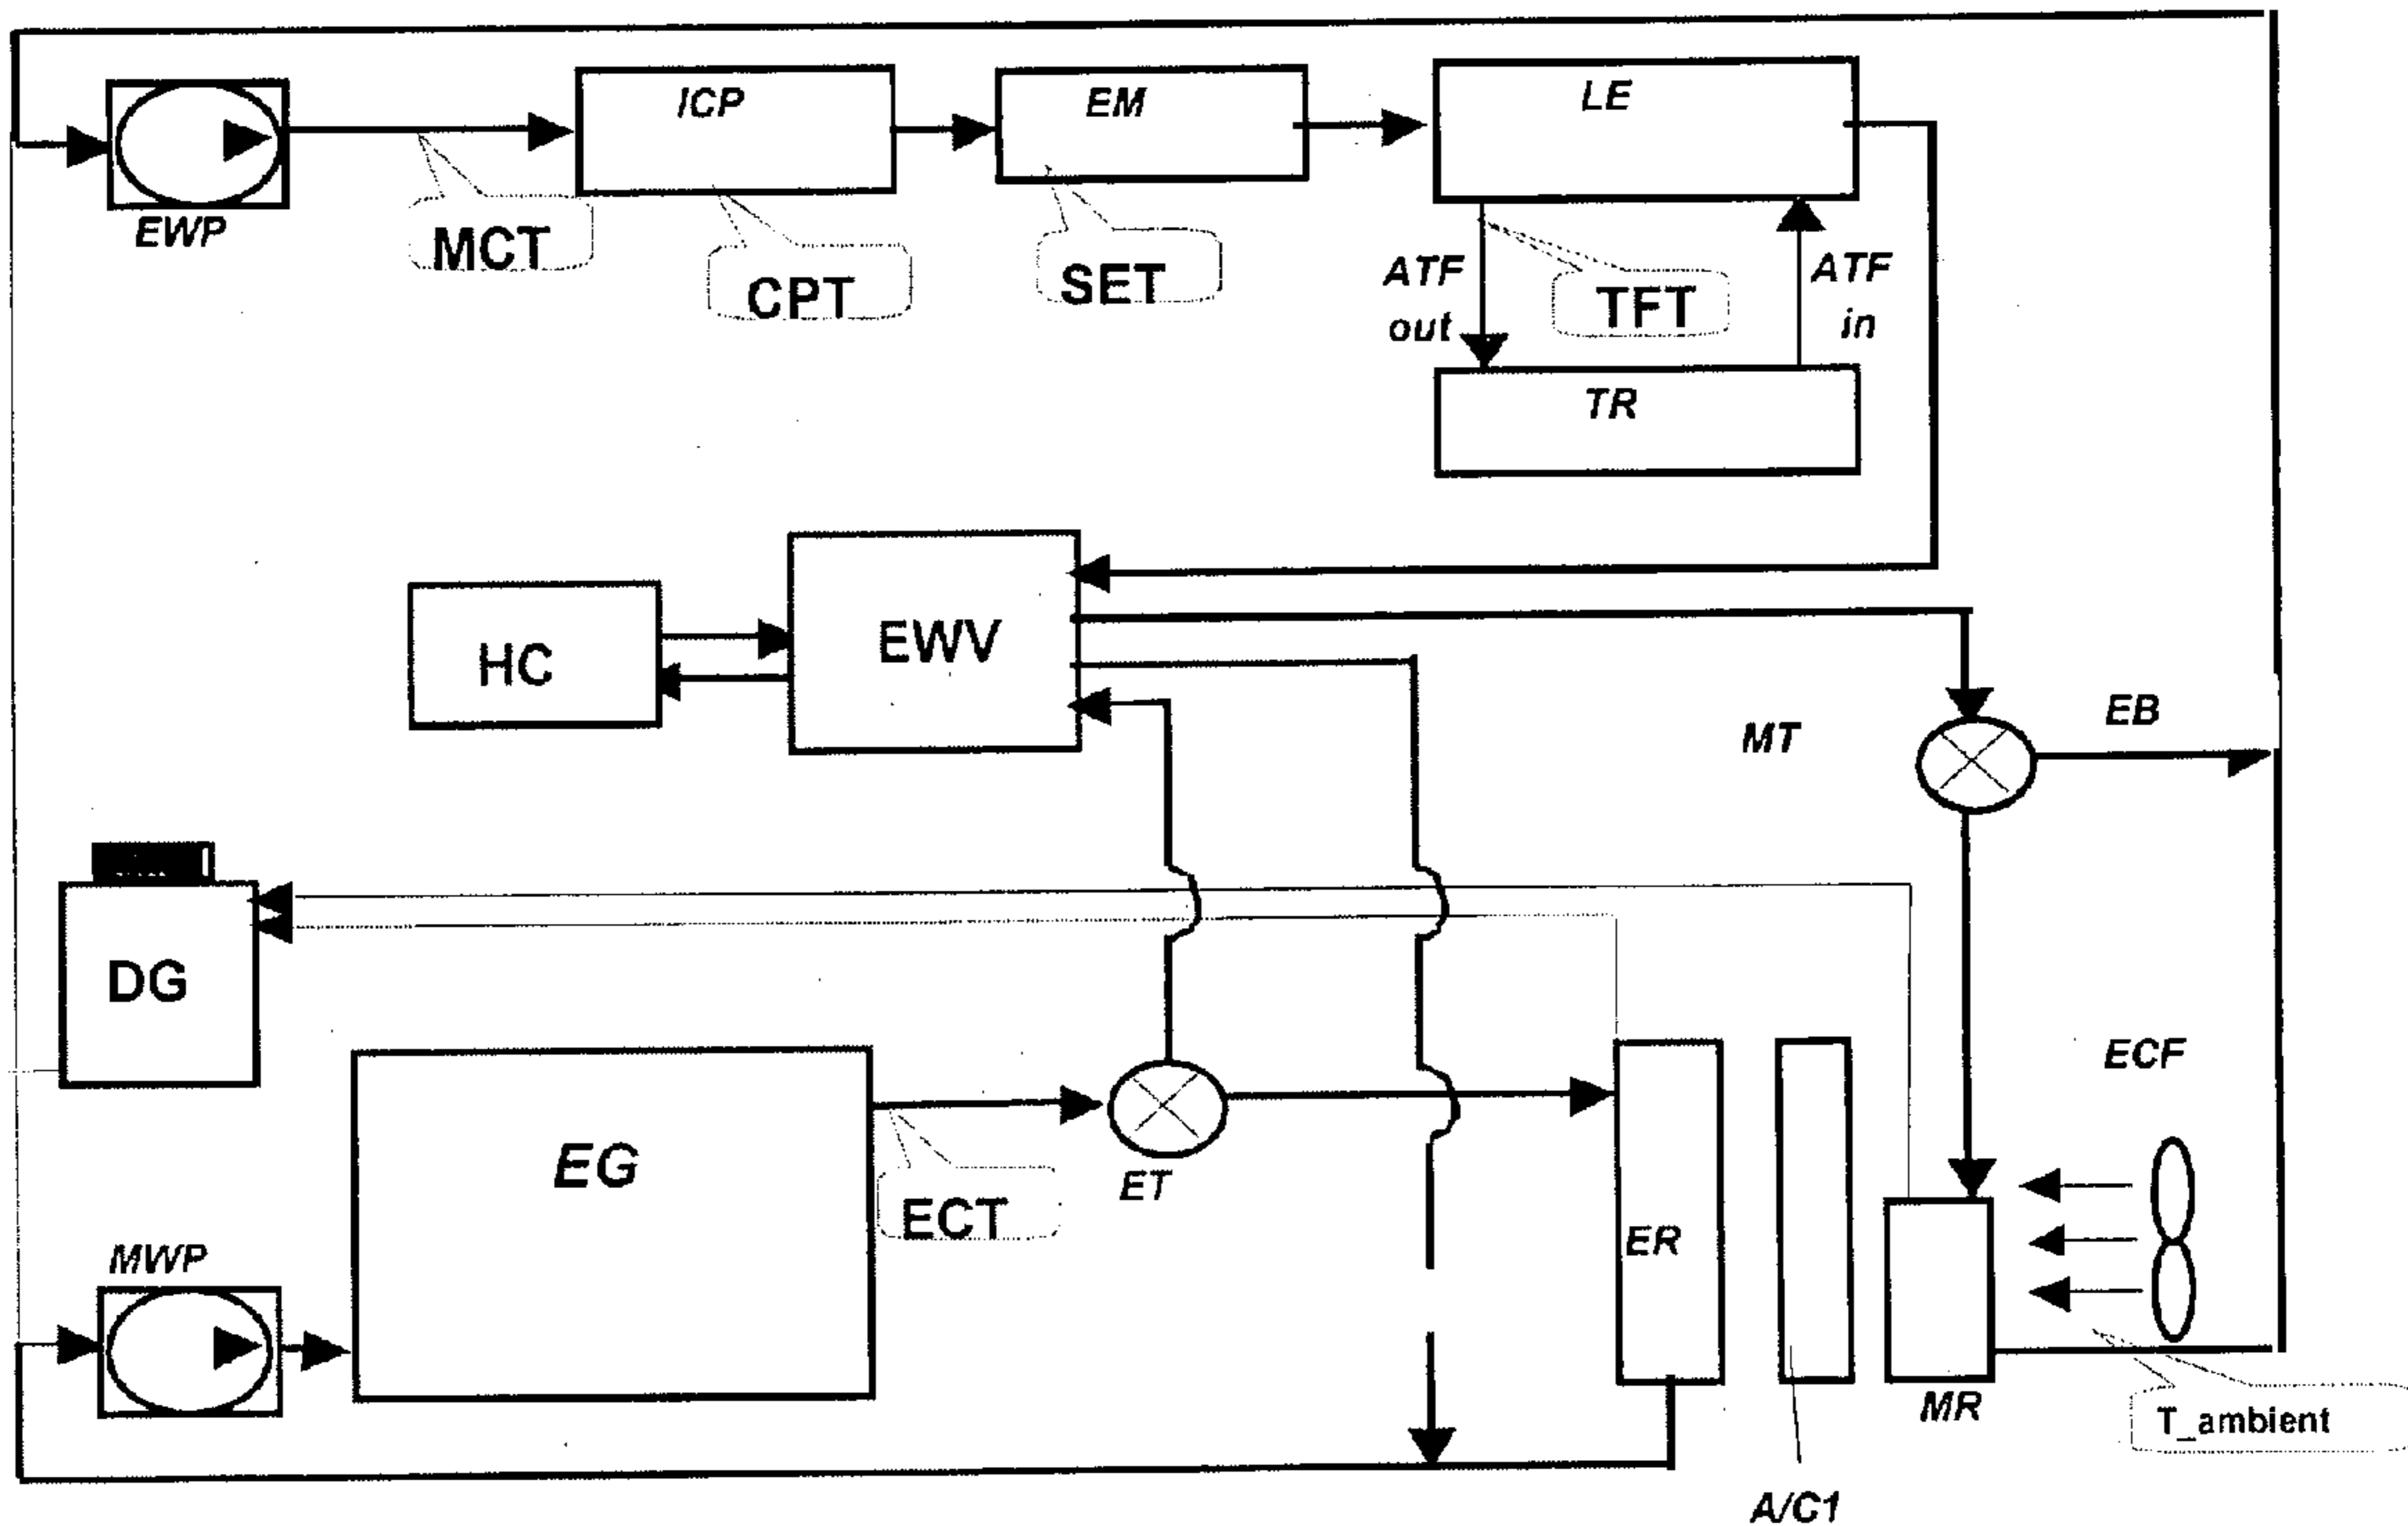 ICP
EM
LE
EWP
MCT
CPT
SET
TFT
ATF
out
ATF
in
TR
HC
EWV
MT
EB
DG
ECF
EG
ECT
ET
ER
MWP
MR
T_ambient
A/C1